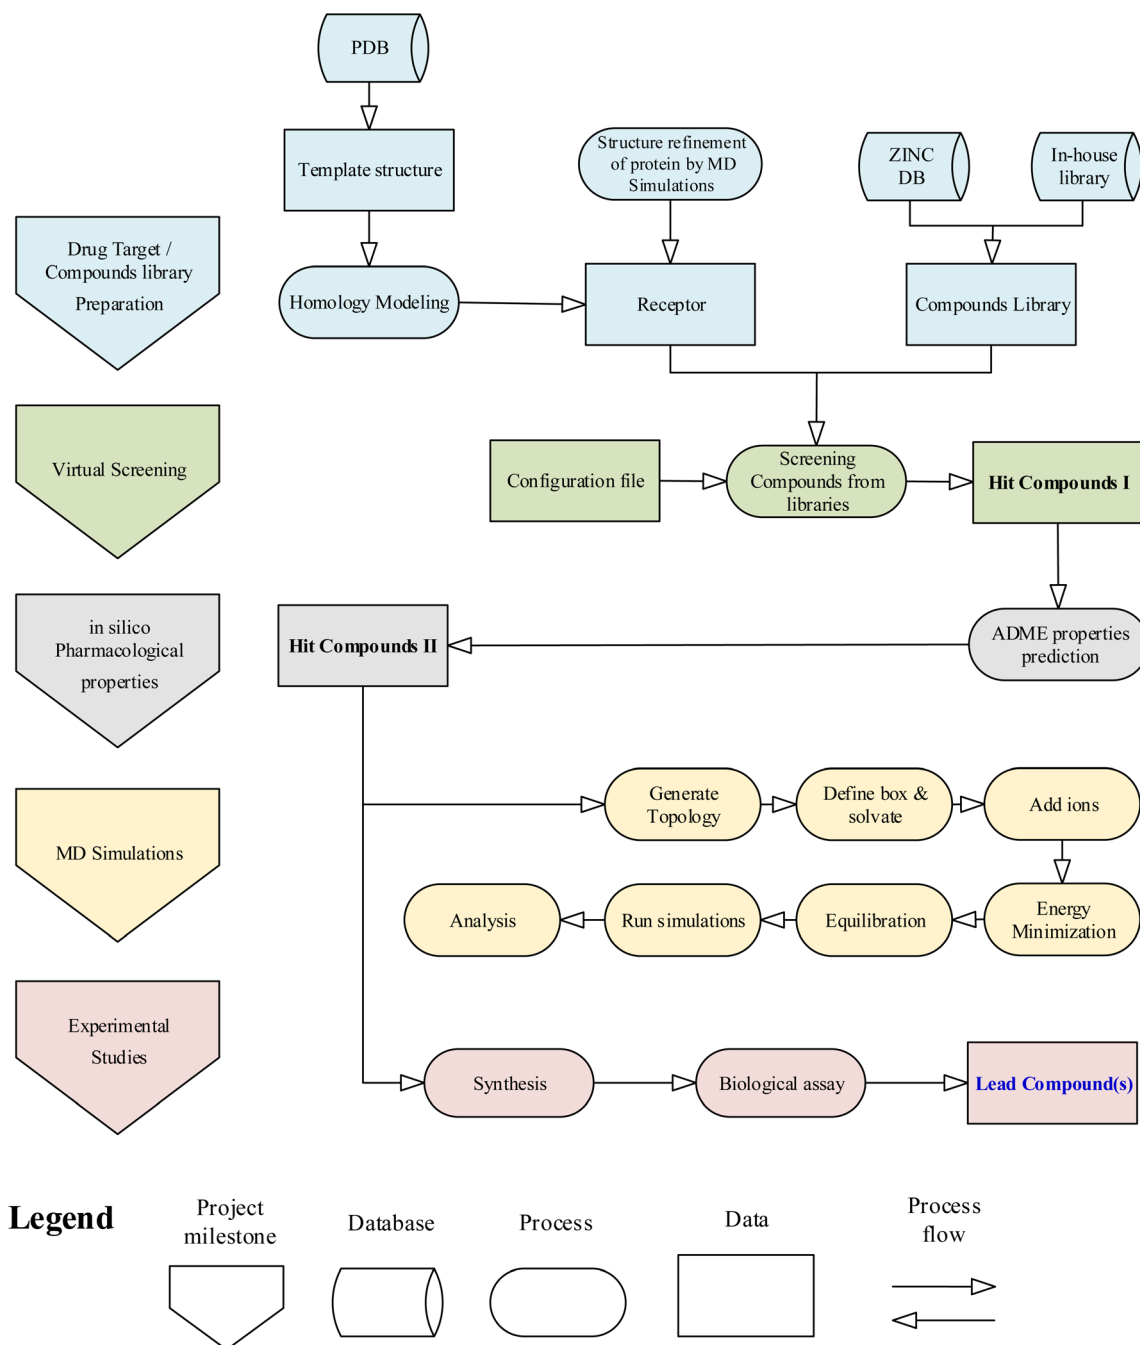 PDB
Template structure
Structure refinement
of protein by MD
Simulations
ZINC
DB
In-house
library
Drug Target /
Compounds library
Preparation
Homology Modeling
Receptor
Compounds Library
Virtual Screening
Configuration file
Screening
Compounds from
libraries
Hit Compounds I
in silico
Pharmacological
properties
Hit Compounds II
ADME properties
prediction
MD Simulations
Generate
Topology
Define box &
solvate
Add ions
Analysis
Run simulations
Equilibration
Energy
Minimization
Experimental
Studies
Synthesis
Biological assay
Lead Compound(s)
Legend
Project
milestone
Database
Process
Data
Process
flow